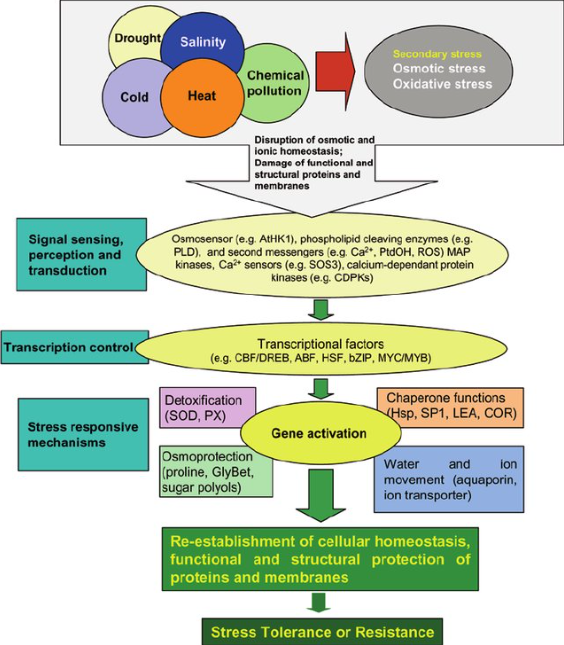 Drought
Salinity
Cold
Heat
Chemical
pollution
Secondary stress
Osmotic stress
Oxidative stress
Disruption of osmotic and
ionic homeostasis;
Damage of functional and
structural proteins and
membranes
Signal sensing,
perception and
transduction
Osmosensor (e.g. AtHK1), phospholipid cleaving enzymes (e.g.
PLD), and second messengers (e.g. Ca²⁺, PtdOH, ROS) MAP
kinases, Ca²⁺ sensors (e.g. SOS3), calcium-dependant protein
kinases (e.g. CDPKs)
Transcription control
Transcriptional factors
(e.g. CBF/DREB, ABF, HSF, bZIP, MYC/MYB)
Stress responsive
mechanisms
Detoxification
(SOD, PX)
Chaperone functions
(Hsp, SP1, LEA, COR)
Gene activation
Osmoprotection
(proline, GlyBet,
sugar polyols)
Water and ion
movement (aquaporin,
ion transporter)
Re-establishment of cellular homeostasis,
functional and structural protection of
proteins and membranes
Stress Tolerance or Resistance